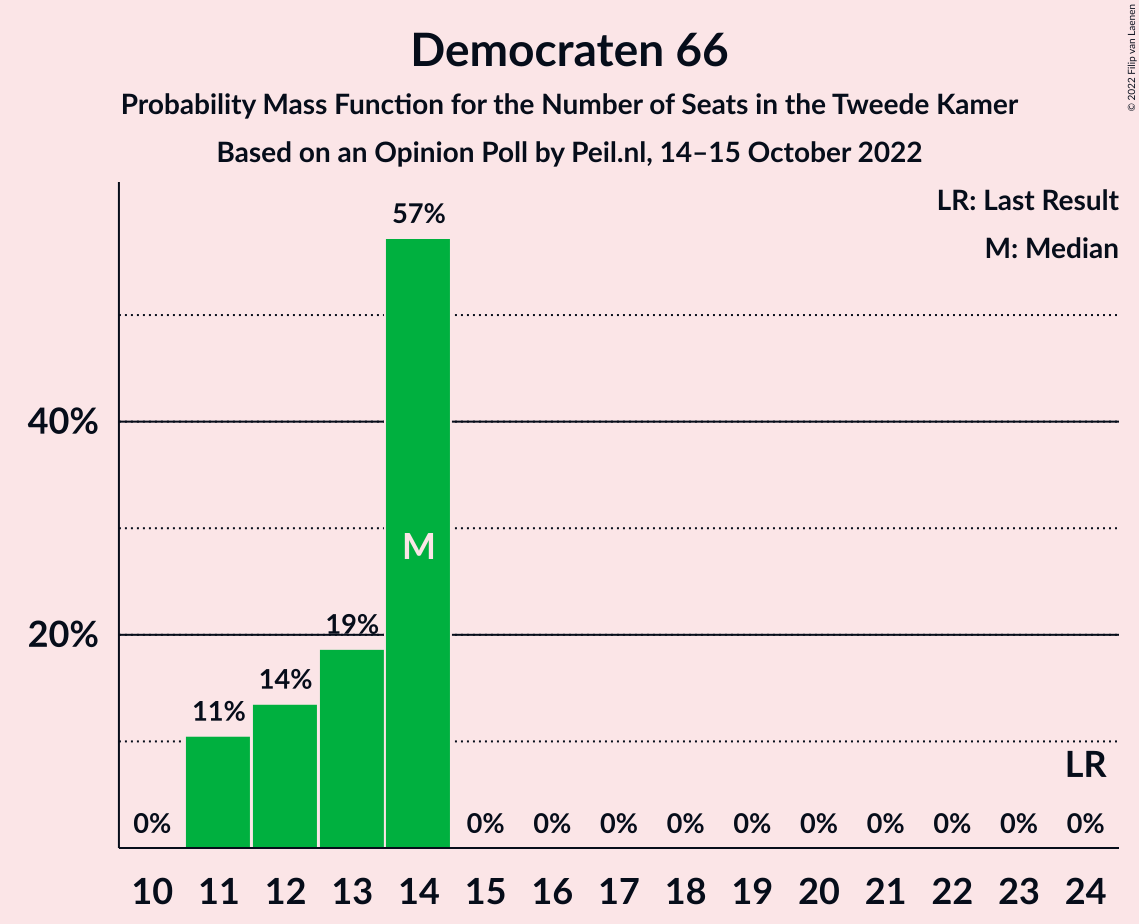 Democraten 66
Probability Mass Function for the Number of Seats in the Tweede Kamer
Based on an Opinion Poll by Peil.nl, 14–15 October 2022
© 2022 Filip van Laenen
LR: Last Result
M: Median
57%
40%
M
20%
19%
14%
11%
LR
0% 0% 0% 0% 0% 0% 0% 0% 0% 0% 0%
10 11 12 13 14 15 16 17 18 19 20 21 22 23 24